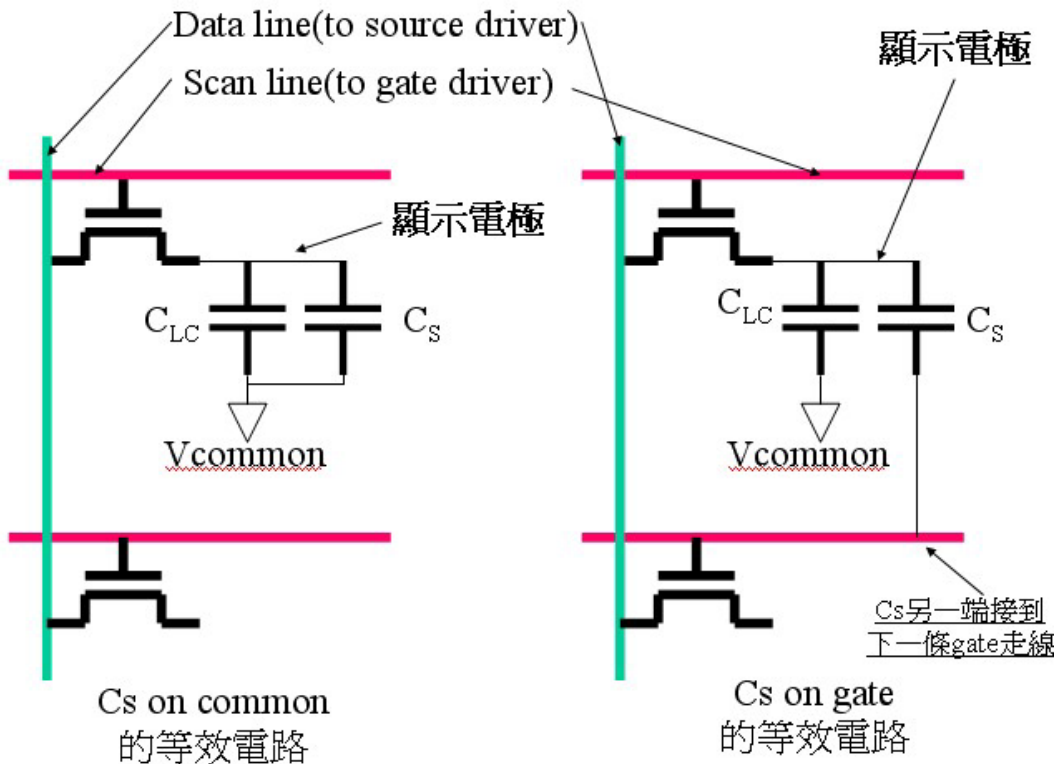 Data line(to source driver)
顯示電極
Scan line(to gate driver)
顯示電極
CLC
CS
CLC
CS
Vcommon
Vcommon
Cs另一端接到
下一條gate走線
Cs on common
的等效電路
Cs on gate
的等效電路